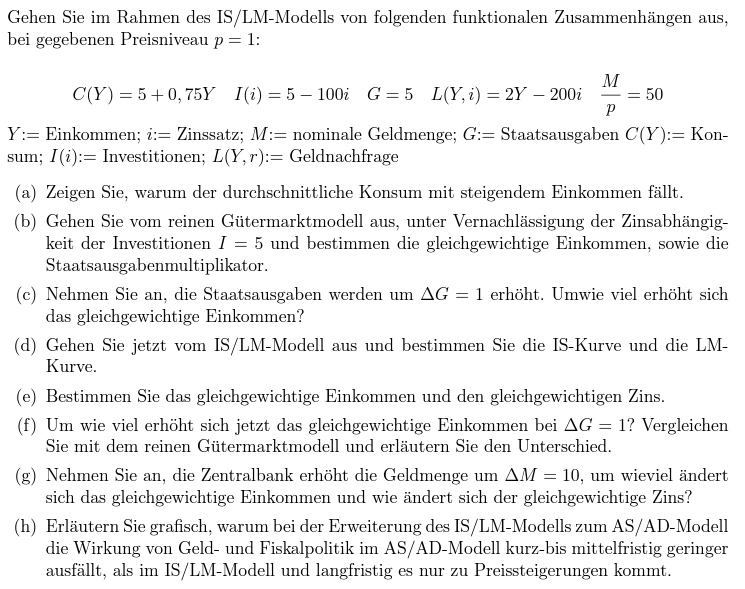 Gehen Sie im Rahmen des IS/LM-Modells von folgenden funktionalen Zusammenhängen aus,
bei gegebenen Preisniveau p = 1:
C(Y) = 5 + 0,75Y   I(i) = 5 − 100i   G = 5   L(Y, i) = 2Y − 200i   M/p = 50
Y:= Einkommen; i:= Zinssatz; M:= nominale Geldmenge; G:= Staatsausgaben C(Y):= Kon-
sum; I(i):= Investitionen; L(Y, r):= Geldnachfrage
(a) Zeigen Sie, warum der durchschnittliche Konsum mit steigendem Einkommen fällt.
(b) Gehen Sie vom reinen Gütermarktmodell aus, unter Vernachlässigung der Zinsabhängig-
keit der Investitionen I = 5 und bestimmen die gleichgewichtige Einkommen, sowie die
Staatsausgabenmultiplikator.
(c) Nehmen Sie an, die Staatsausgaben werden um ΔG = 1 erhöht. Umwie viel erhöht sich
das gleichgewichtige Einkommen?
(d) Gehen Sie jetzt vom IS/LM-Modell aus und bestimmen Sie die IS-Kurve und die LM-
Kurve.
(e) Bestimmen Sie das gleichgewichtige Einkommen und den gleichgewichtigen Zins.
(f) Um wie viel erhöht sich jetzt das gleichgewichtige Einkommen bei ΔG = 1? Vergleichen
Sie mit dem reinen Gütermarktmodell und erläutern Sie den Unterschied.
(g) Nehmen Sie an, die Zentralbank erhöht die Geldmenge um ΔM = 10, um wieviel ändert
sich das gleichgewichtige Einkommen und wie ändert sich der gleichgewichtige Zins?
(h) Erläutern Sie grafisch, warum bei der Erweiterung des IS/LM-Modells zum AS/AD-Modell
die Wirkung von Geld- und Fiskalpolitik im AS/AD-Modell kurz-bis mittelfristig geringer
ausfällt, als im IS/LM-Modell und langfristig es nur zu Preissteigerungen kommt.